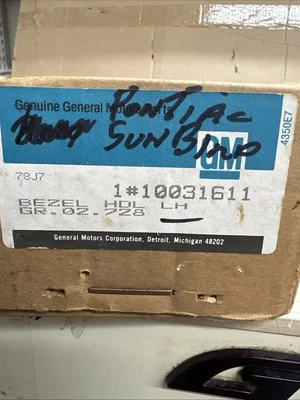 Genuine General Motors Parts
PONTIAC
SUNBIRD
GM
4350E7
78J7
1#10031611
BEZEL HDL LH
GR.02.728
General Motors Corporation, Detroit, Michigan 48202